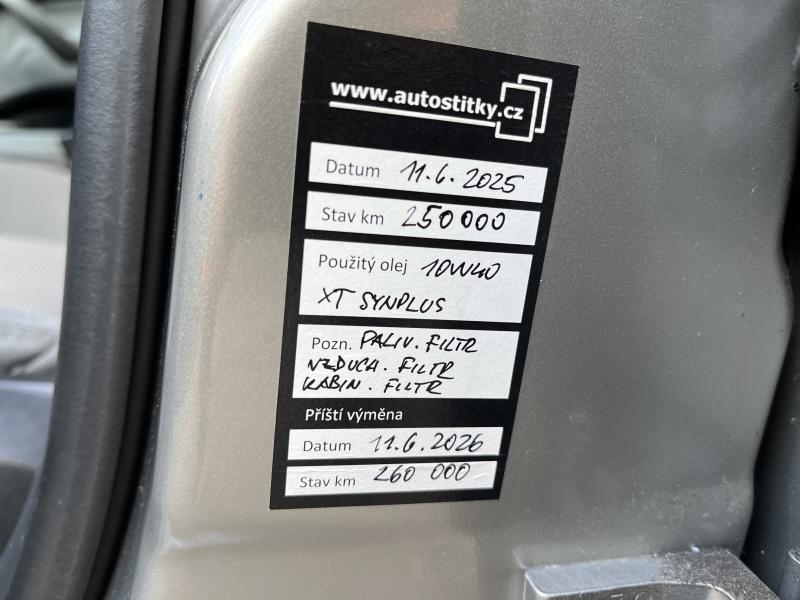 www.autostitky.cz
Datum 11.6.2025
Stav km 250000
Použitý olej 10W40
XT SYNPLUS
Pozn. PALIV. FILTR
VZDUCH. FILTR
KABIN. FILTR
Příští výměna
Datum 11.6.2026
Stav km 260 000